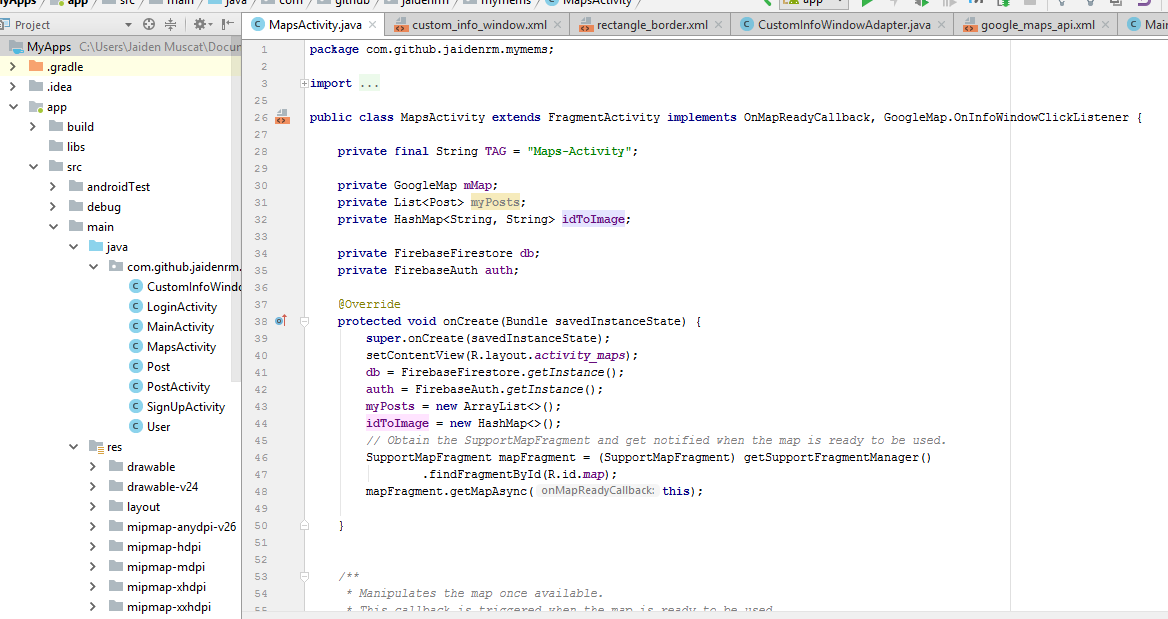 MyApps app src main java com github jaidenrm mymems MapsActivity app
Project
MapsActivity.java custom_info_window.xml rectangle_border.xml CustomInfoWindowAdapter.java google_maps_api.xml
MyApps C:\Users\Jaiden Muscat\Docu
.gradle
.idea
app
build
libs
src
androidTest
debug
main
java
com.github.jaidenrm.
CustomInfoWind
LoginActivity
MainActivity
MapsActivity
Post
PostActivity
SignUpActivity
User
res
drawable
drawable-v24
layout
mipmap-anydpi-v26
mipmap-hdpi
mipmap-mdpi
mipmap-xhdpi
mipmap-xxhdpi
1 package com.github.jaidenrm.mymems;
2
3 import ...
25
26 public class MapsActivity extends FragmentActivity implements OnMapReadyCallback, GoogleMap.OnInfoWindowClickListener {
27
28 private final String TAG = "Maps-Activity";
29
30 private GoogleMap mMap;
31 private List<Post> myPosts;
32 private HashMap<String, String> idToImage;
33
34 private FirebaseFirestore db;
35 private FirebaseAuth auth;
36
37 @Override
38 protected void onCreate(Bundle savedInstanceState) {
39 super.onCreate(savedInstanceState);
40 setContentView(R.layout.activity_maps);
41 db = FirebaseFirestore.getInstance();
42 auth = FirebaseAuth.getInstance();
43 myPosts = new ArrayList<>();
44 idToImage = new HashMap<>();
45 // Obtain the SupportMapFragment and get notified when the map is ready to be used.
46 SupportMapFragment mapFragment = (SupportMapFragment) getSupportFragmentManager()
47 .findFragmentById(R.id.map);
48 mapFragment.getMapAsync( onMapReadyCallback: this);
49
50 }
51
52
53 /**
54 * Manipulates the map once available.
55 * This callback is triggered when the map is ready to be used